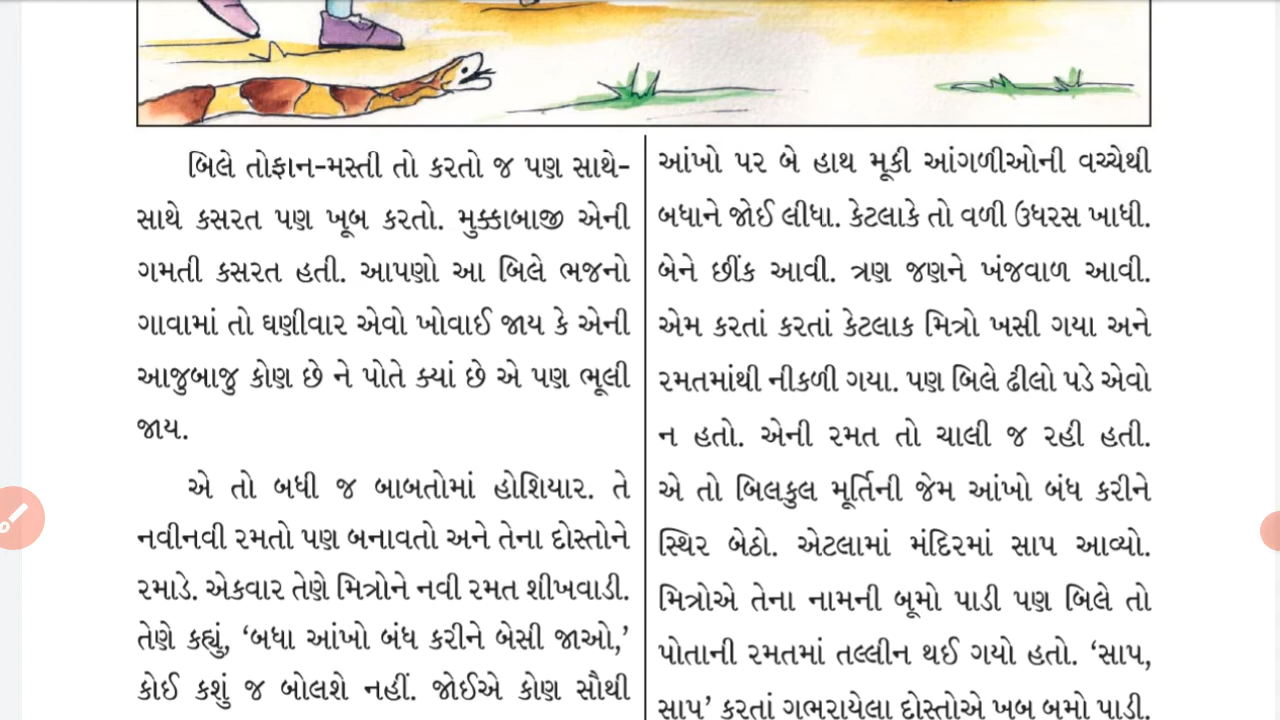 બિલે તોફાન-મસ્તી તો કરતો જ પણ સાથે-
સાથે કસરત પણ ખૂબ કરતો. મુક્કાબાજી એની
ગમતી કસરત હતી. આપણો આ બિલે ભજનો
ગાવામાં તો ઘણીવાર એવો ખોવાઈ જાય કે એની
આજુબાજુ કોણ છે ને પોતે ક્યાં છે એ પણ ભૂલી
જાય.
એ તો બધી જ બાબતોમાં હોશિયાર. તે
નવીનવી રમતો પણ બનાવતો અને તેના દોસ્તોને
રમાડે. એકવાર તેણે મિત્રોને નવી રમત શીખવાડી.
તેણે કહ્યું, ‘બધા આંખો બંધ કરીને બેસી જાઓ,’
કોઈ કશું જ બોલશે નહીં. જોઈએ કોણ સૌથી
આંખો પર બે હાથ મૂકી આંગળીઓની વચ્ચેથી
બધાને જોઈ લીધા. કેટલાકે તો વળી ઉધરસ ખાધી.
બેને છીંક આવી. ત્રણ જણને ખંજવાળ આવી.
એમ કરતાં કરતાં કેટલાક મિત્રો ખસી ગયા અને
રમતમાંથી નીકળી ગયા. પણ બિલે ઢીલો પડે એવો
ન હતો. એની રમત તો ચાલી જ રહી હતી.
એ તો બિલકુલ મૂર્તિની જેમ આંખો બંધ કરીને
સ્થિર બેઠો. એટલામાં મંદિરમાં સાપ આવ્યો.
મિત્રોએ તેના નામની બૂમો પાડી પણ બિલે તો
પોતાની રમતમાં તલ્લીન થઈ ગયો હતો. ‘સાપ,
સાપ’ કરતાં ગભરાયેલા દોસ્તોએ ખૂબ બૂમો પાડી.